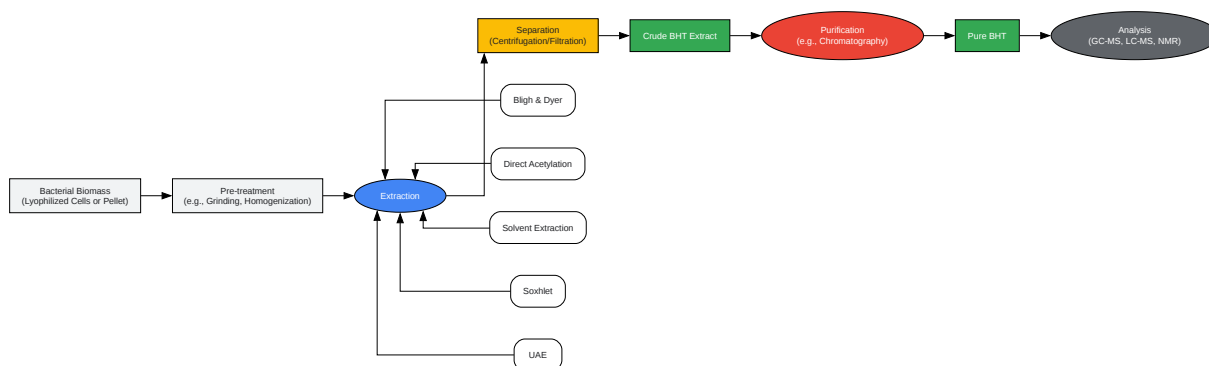 Separation
(Centrifugation/Filtration)
Crude BHT Extract
Purification
(e.g., Chromatography)
Pure BHT
Analysis
(GC-MS, LC-MS, NMR)
Bligh & Dyer
Direct Acetylation
Bacterial Biomass
(Lyophilized Cells or Pellet)
Pre-treatment
(e.g., Grinding, Homogenization)
Extraction
Solvent Extraction
Soxhlet
UAE